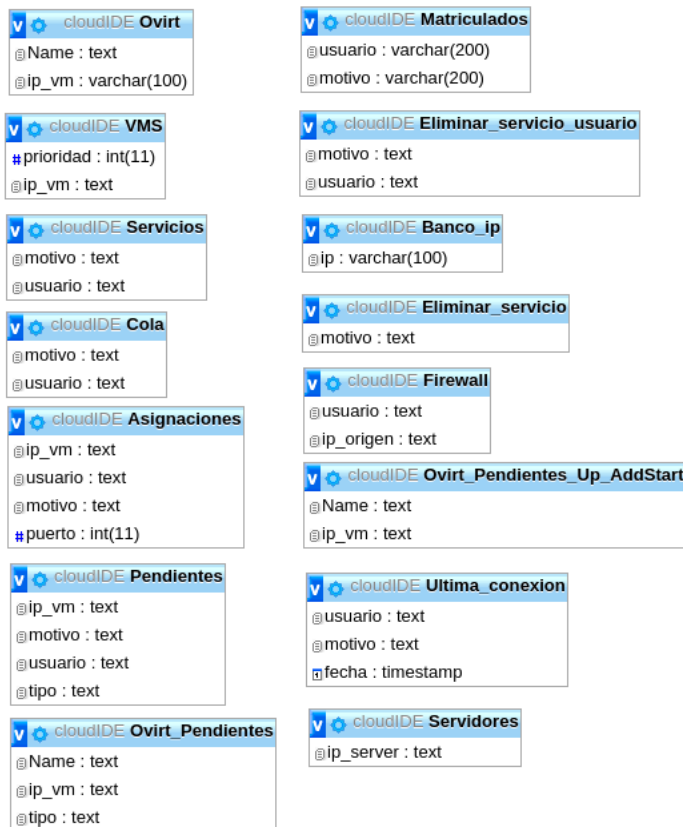 cloudIDE Ovirt
Name : text
ip_vm : varchar(100)
cloudIDE VMS
prioridad : int(11)
ip_vm : text
cloudIDE Servicios
motivo : text
usuario : text
cloudIDE Cola
motivo : text
usuario : text
cloudIDE Asignaciones
ip_vm : text
usuario : text
motivo : text
puerto : int(11)
cloudIDE Pendientes
ip_vm : text
motivo : text
usuario : text
tipo : text
cloudIDE Ovirt_Pendientes
Name : text
ip_vm : text
tipo : text
cloudIDE Matriculados
usuario : varchar(200)
motivo : varchar(200)
cloudIDE Eliminar_servicio_usuario
motivo : text
usuario : text
cloudIDE Banco_ip
ip : varchar(100)
cloudIDE Eliminar_servicio
motivo : text
cloudIDE Firewall
usuario : text
ip_origen : text
cloudIDE Ovirt_Pendientes_Up_AddStart
Name : text
ip_vm : text
cloudIDE Ultima_conexion
usuario : text
motivo : text
fecha : timestamp
cloudIDE Servidores
ip_server : text